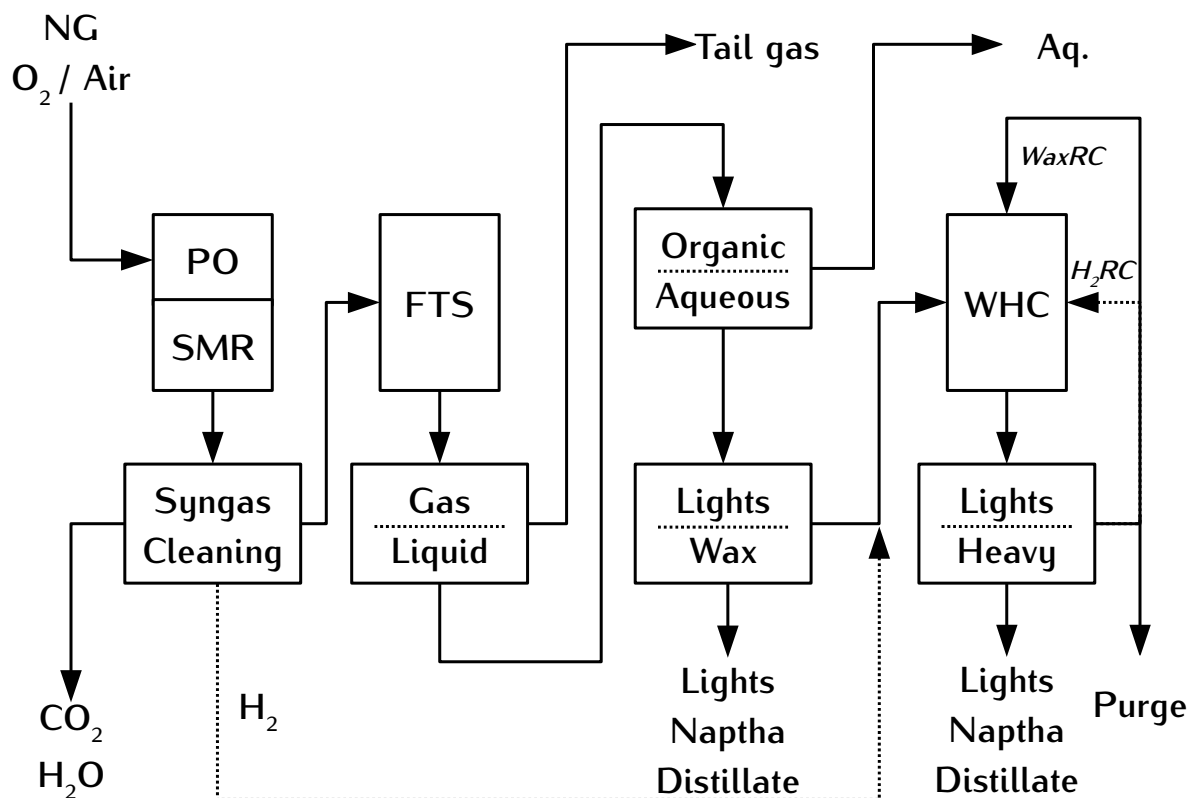 NG
O₂ / Air
Tail gas
Aq.
WaxRC
PO
SMR
FTS
Organic
Aqueous
H₂RC
WHC
Syngas
Cleaning
Gas
Liquid
Lights
Wax
Lights
Heavy
CO₂
H₂O
H₂
Lights
Naptha
Distillate
Lights
Naptha
Distillate
Purge